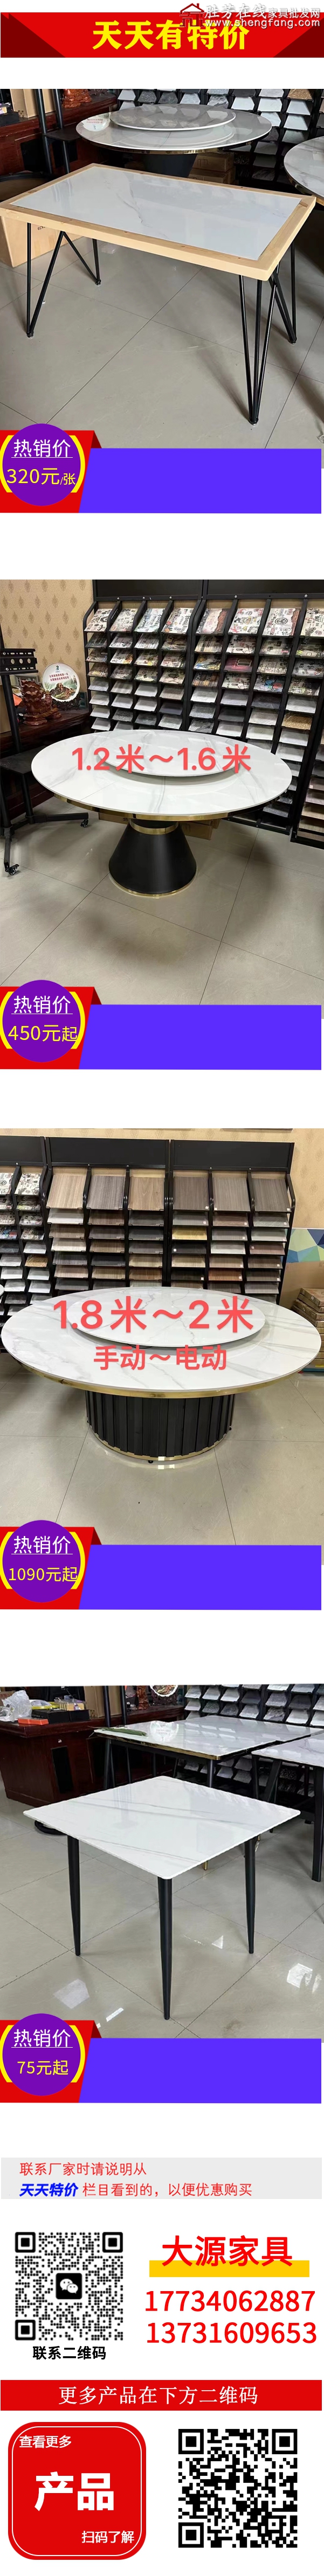 胜芳在线家具批发网
www.shengfang.com
天天有特价
热销价
320元/张
1.2米～1.6米
热销价
450元起
1.8米～2米
手动～电动
热销价
1090元起
热销价
75元起
联系厂家时请说明从
天天特价 栏目看到的，以便优惠购买
大源家具
17734062887
13731609653
联系二维码
更多产品在下方二维码
查看更多
产品
扫码了解